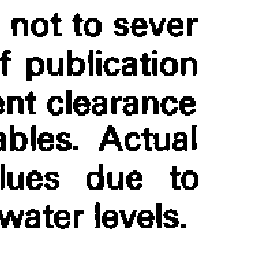 not to sever
f publication
ent clearance
ables. Actual
lues due to
water levels.